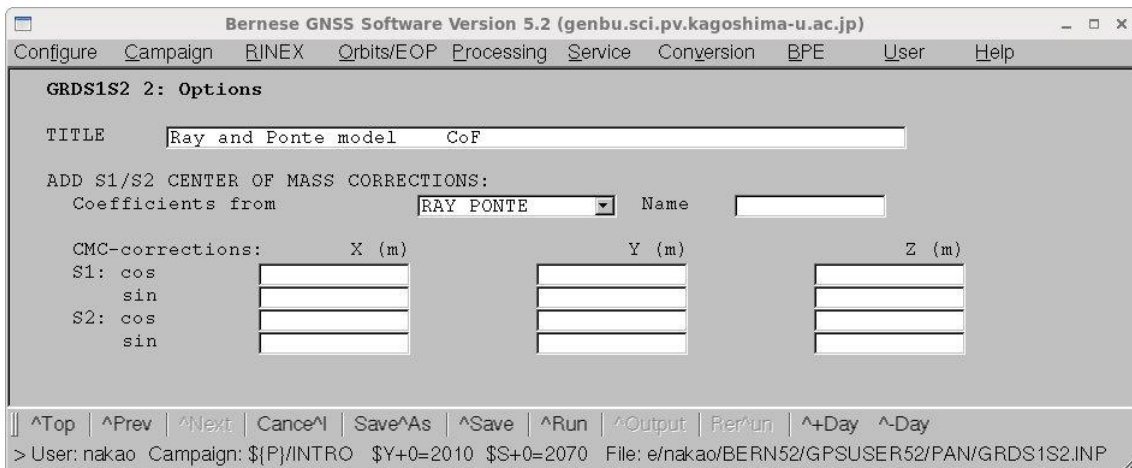 Bernese GNSS Software Version 5.2 (genbu.sci.pv.kagoshima-u.ac.jp)
Configure Campaign RINEX Orbits/EOP Processing Service Conversion BPE User Help
GRDS1S2 2: Options
TITLE Ray and Ponte model CoF
ADD S1/S2 CENTER OF MASS CORRECTIONS:
Coefficients from RAY PONTE Name
CMC-corrections: X (m) Y (m) Z (m)
S1: cos
sin
S2: cos
sin
^Top | ^Prev | ^Next | Cance^l | Save^As | ^Save | ^Run | ^Output | Rer^un | ^+Day ^-Day
> User: nakao Campaign: ${P}/INTRO $Y+0=2010 $S+0=2070 File: e/nakao/BERN52/GPSUSER52/PAN/GRDS1S2.INP